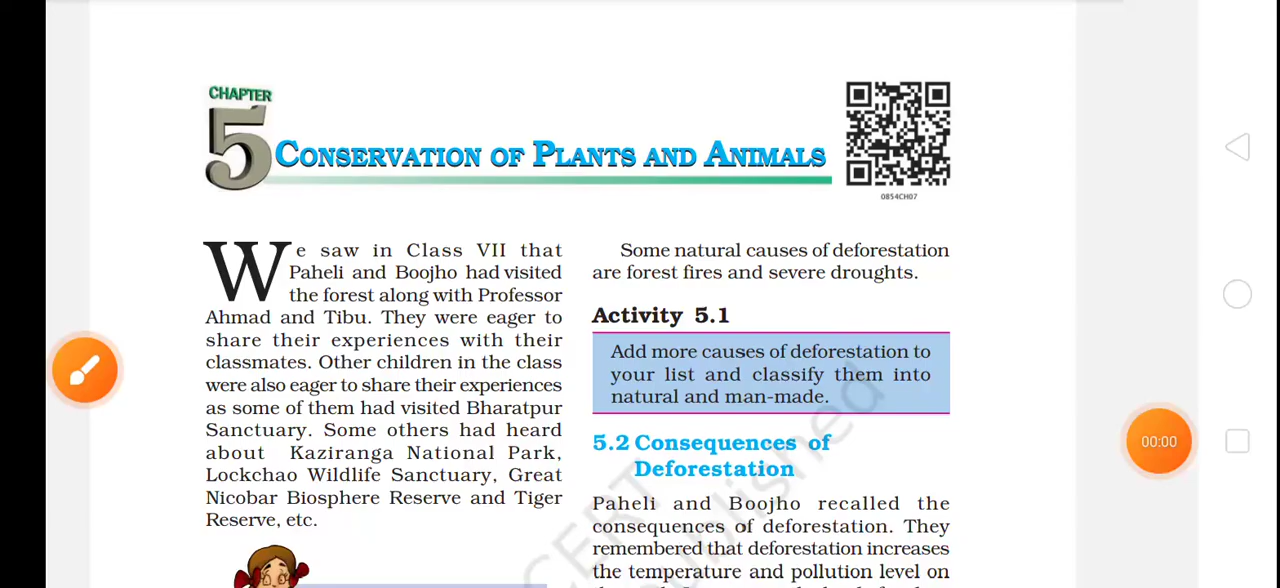 CHAPTER
5 CONSERVATION OF PLANTS AND ANIMALS
0854CH07
We saw in Class VII that
Paheli and Boojho had visited
the forest along with Professor
Ahmad and Tibu. They were eager to
share their experiences with their
classmates. Other children in the class
were also eager to share their experiences
as some of them had visited Bharatpur
Sanctuary. Some others had heard
about Kaziranga National Park,
Lockchao Wildlife Sanctuary, Great
Nicobar Biosphere Reserve and Tiger
Reserve, etc.
Some natural causes of deforestation
are forest fires and severe droughts.
Activity 5.1
Add more causes of deforestation to
your list and classify them into
natural and man-made.
5.2 Consequences of
Deforestation
Paheli and Boojho recalled the
consequences of deforestation. They
remembered that deforestation increases
the temperature and pollution level on
00:00